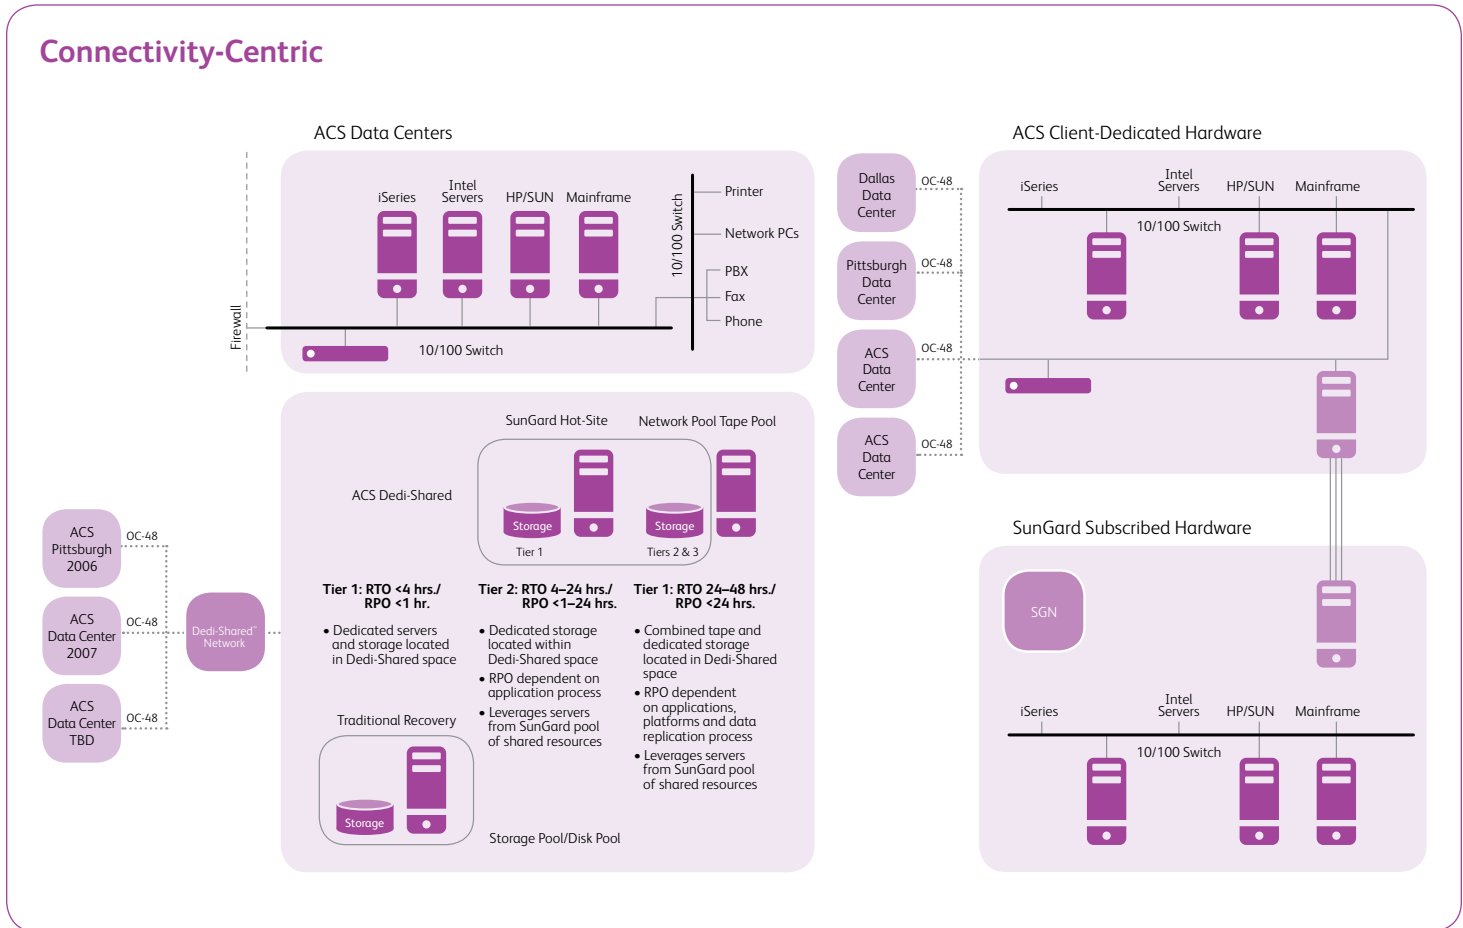 Connectivity-Centric
ACS Data Centers
Firewall
iSeries
Intel
Servers
HP/SUN
Mainframe
10/100 Switch
10/100 Switch
Printer
Network PCs
PBX
Fax
Phone
ACS
Pittsburgh
2006
OC-48
ACS
Data Center
2007
OC-48
ACS
Data Center
TBD
OC-48
Dedi-Shared™
Network
SunGard Hot-Site
Network Pool Tape Pool
ACS Dedi-Shared
Storage
Tier 1
Storage
Tiers 2 & 3
Tier 1: RTO <4 hrs./
RPO <1 hr.
• Dedicated servers
and storage located
in Dedi-Shared space
Tier 2: RTO 4–24 hrs./
RPO <1–24 hrs.
• Dedicated storage
located within
Dedi-Shared space
• RPO dependent on
application process
• Leverages servers
from SunGard pool
of shared resources
Tier 1: RTO 24–48 hrs./
RPO <24 hrs.
• Combined tape and
dedicated storage
located in Dedi-Shared
space
• RPO dependent
on applications,
platforms and data
replication process
• Leverages servers
from SunGard pool
of shared resources
Traditional Recovery
Storage
Storage Pool/Disk Pool
Dallas
Data
Center
OC-48
Pittsburgh
Data
Center
OC-48
ACS
Data
Center
OC-48
ACS
Data
Center
OC-48
ACS Client-Dedicated Hardware
iSeries
Intel
Servers
HP/SUN
Mainframe
10/100 Switch
SunGard Subscribed Hardware
SGN
iSeries
Intel
Servers
HP/SUN
Mainframe
10/100 Switch